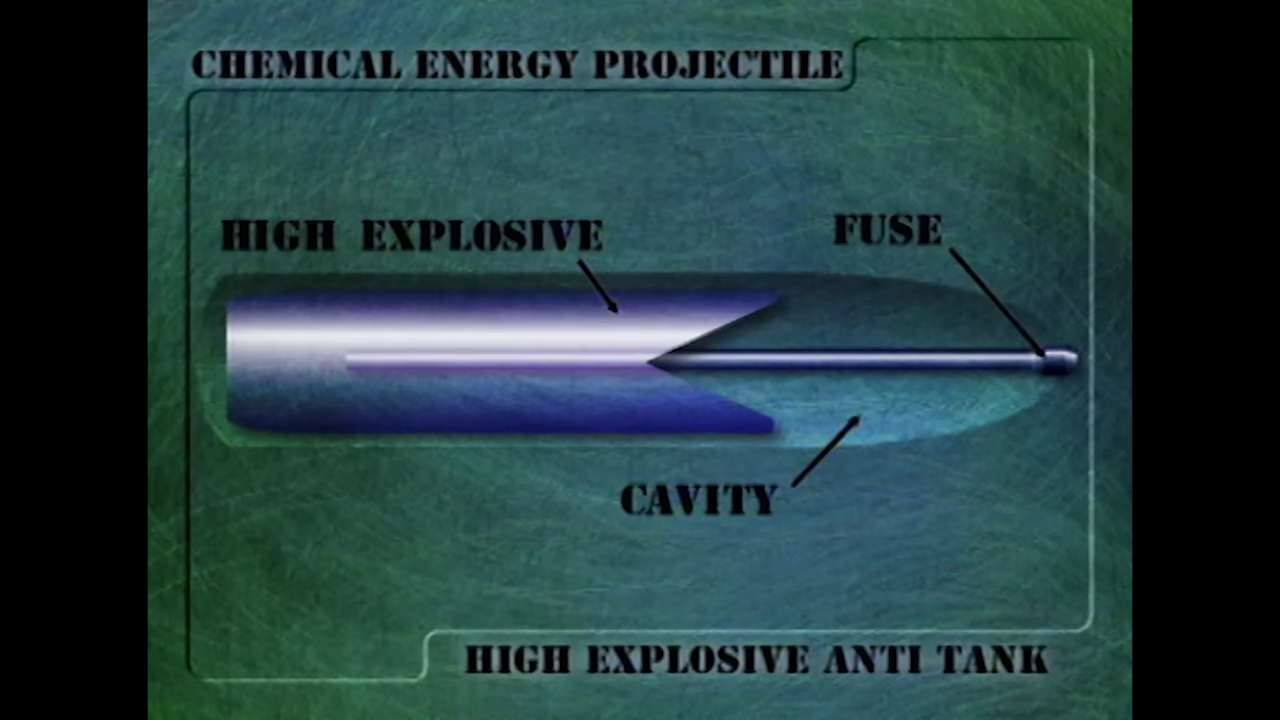 CHEMICAL ENERGY PROJECTILE
HIGH EXPLOSIVE
FUSE
CAVITY
HIGH EXPLOSIVE ANTI TANK